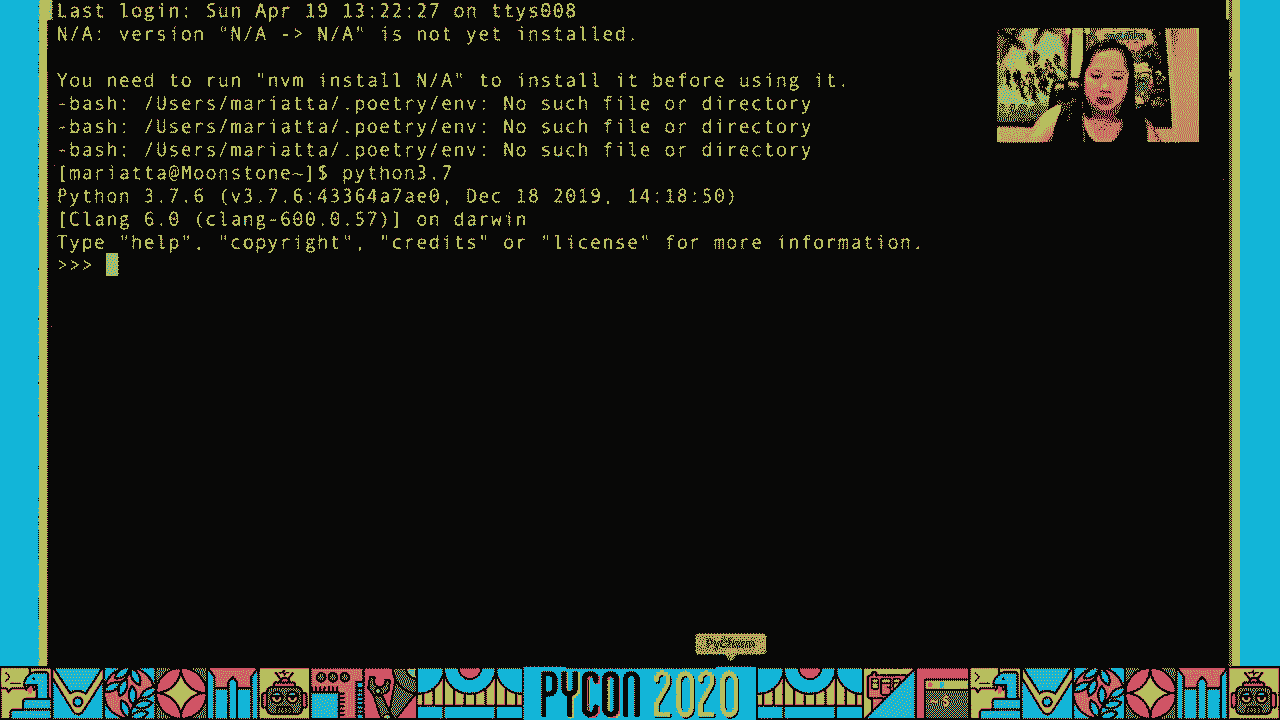 Last login: Sun Apr 19 13:22:27 on ttys008
N/A: version "N/A -> N/A" is not yet installed.
You need to run "nvm install N/A" to install it before using it.
-bash: /Users/mariatta/.poetry/env: No such file or directory
-bash: /Users/mariatta/.poetry/env: No such file or directory
-bash: /Users/mariatta/.poetry/env: No such file or directory
[mariatta@Moonstone~]$ python3.7
Python 3.7.6 (v3.7.6:43364a7ae0, Dec 18 2019, 14:18:50)
[Clang 6.0 (clang-600.0.57)] on darwin
Type "help", "copyright", "credits" or "license" for more information.
>>>
PYCON 2020